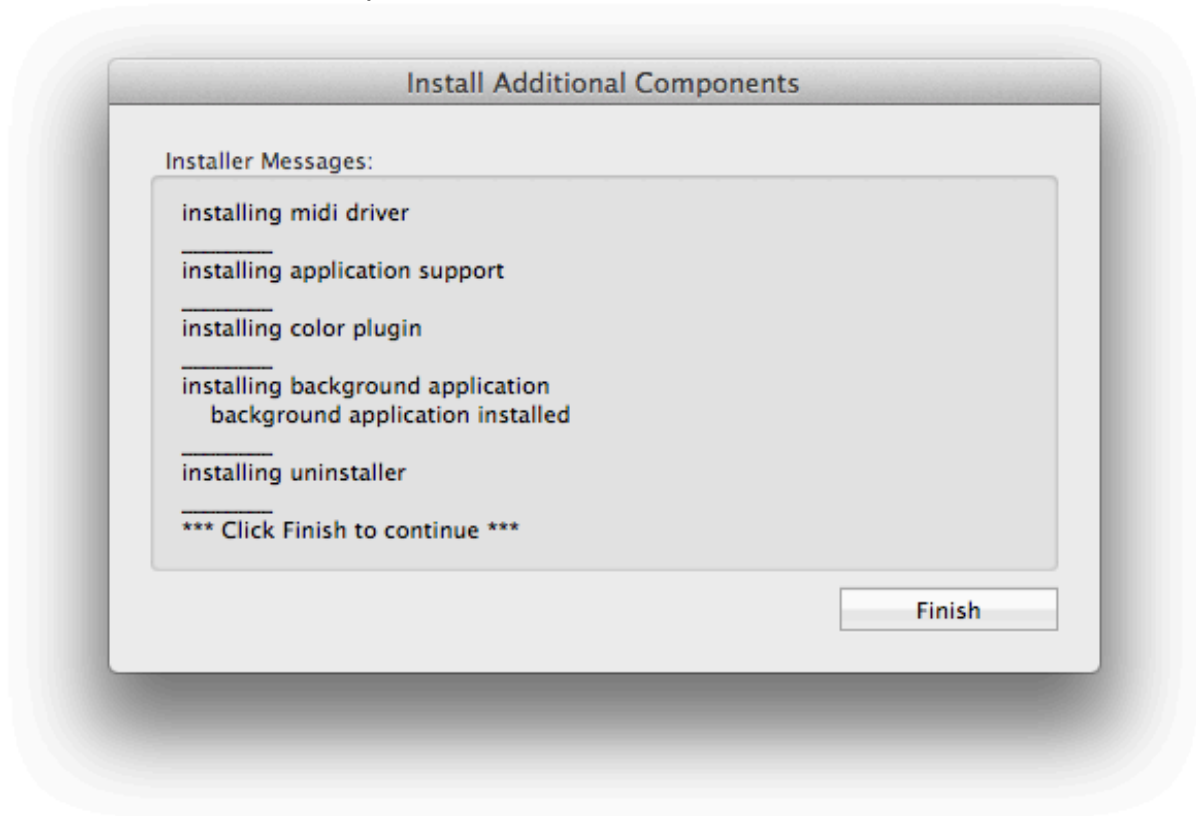 Install Additional Components
Installer Messages:
installing midi driver
________
installing application support
________
installing color plugin
________
installing background application
background application installed
________
installing uninstaller
________
*** Click Finish to continue ***
Finish